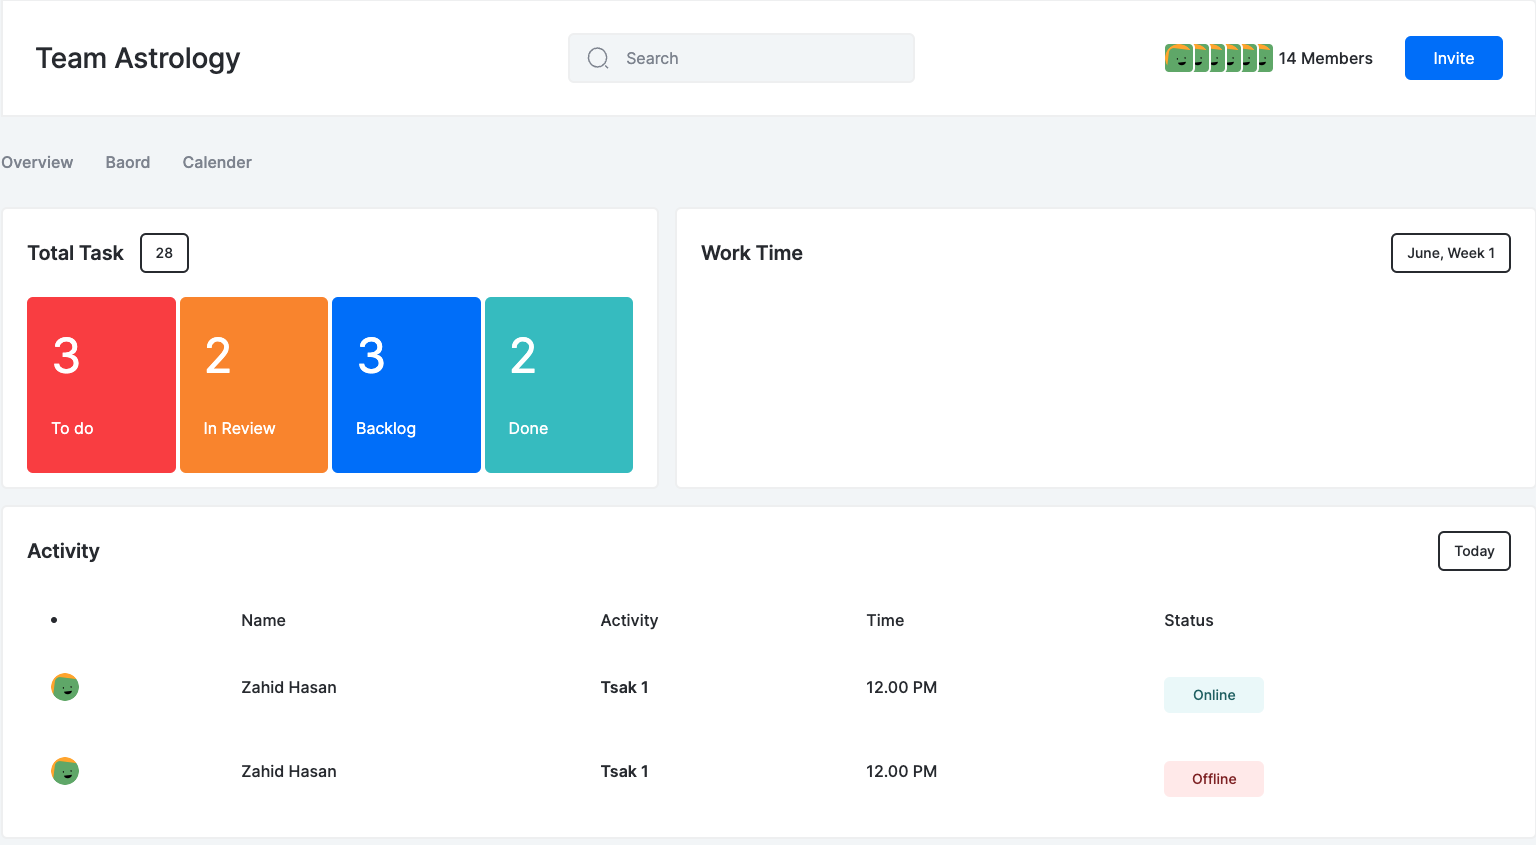 Team Astrology
Search
14 Members
Invite
Overview
Baord
Calender
Total Task
28
3
To do
2
In Review
3
Backlog
2
Done
Work Time
June, Week 1
Activity
Today
Name
Activity
Time
Status
Zahid Hasan
Tsak 1
12.00 PM
Online
Zahid Hasan
Tsak 1
12.00 PM
Offline